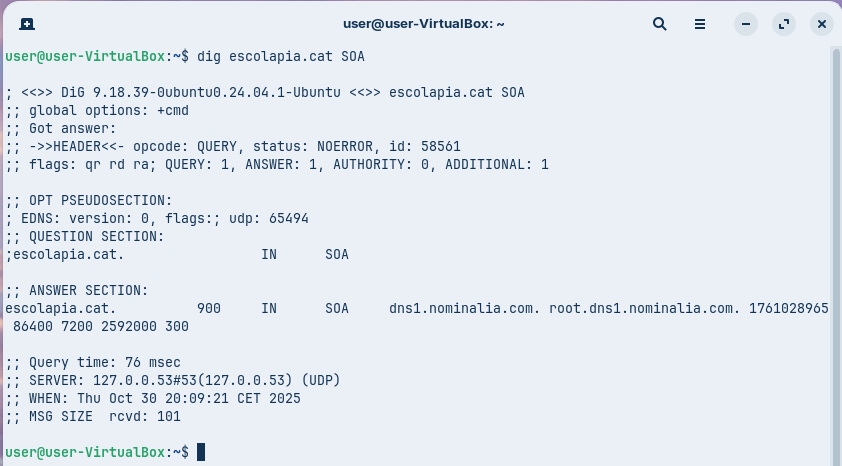 user@user-VirtualBox: ~
user@user-VirtualBox:~$ dig escolapia.cat SOA

; <<>> DiG 9.18.39-0ubuntu0.24.04.1-Ubuntu <<>> escolapia.cat SOA
;; global options: +cmd
;; Got answer:
;; ->>HEADER<<- opcode: QUERY, status: NOERROR, id: 58561
;; flags: qr rd ra; QUERY: 1, ANSWER: 1, AUTHORITY: 0, ADDITIONAL: 1

;; OPT PSEUDOSECTION:
; EDNS: version: 0, flags:; udp: 65494
;; QUESTION SECTION:
;escolapia.cat.                 IN      SOA

;; ANSWER SECTION:
escolapia.cat.          900     IN      SOA     dns1.nominalia.com. root.dns1.nominalia.com. 1761028965
 86400 7200 2592000 300

;; Query time: 76 msec
;; SERVER: 127.0.0.53#53(127.0.0.53) (UDP)
;; WHEN: Thu Oct 30 20:09:21 CET 2025
;; MSG SIZE  rcvd: 101

user@user-VirtualBox:~$